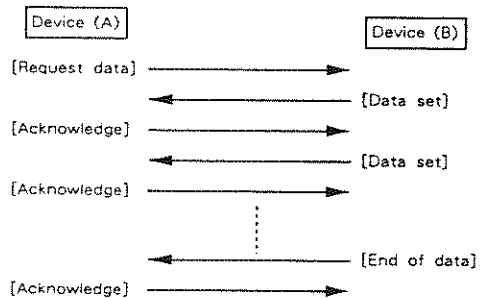 Device (A)
Device (B)
[Request data]
[Data set]
[Acknowledge]
[Data set]
[Acknowledge]
[End of data]
[Acknowledge]